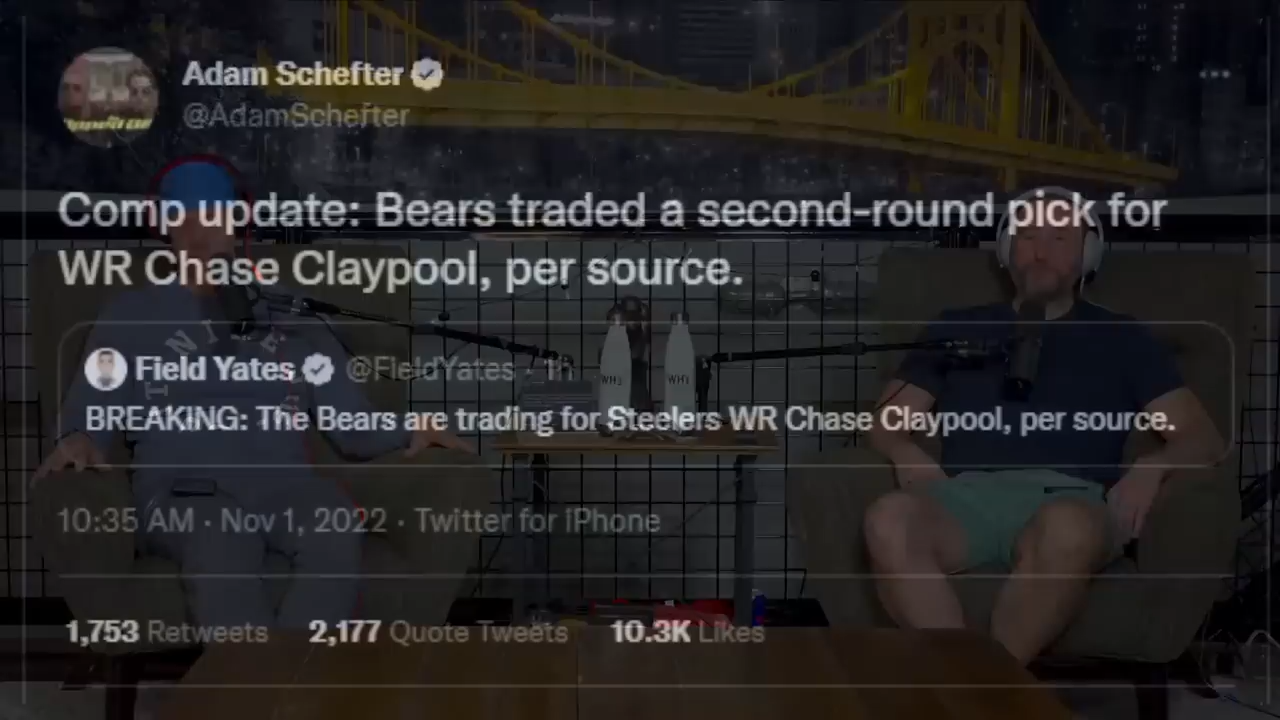 Adam Schefter
@AdamSchefter
Comp update: Bears traded a second-round pick for
WR Chase Claypool, per source.
Field Yates @FieldYates · 1h
BREAKING: The Bears are trading for Steelers WR Chase Claypool, per source.
WHY WHY
10:35 AM · Nov 1, 2022 · Twitter for iPhone
1,753 Retweets 2,177 Quote Tweets 10.3K Likes